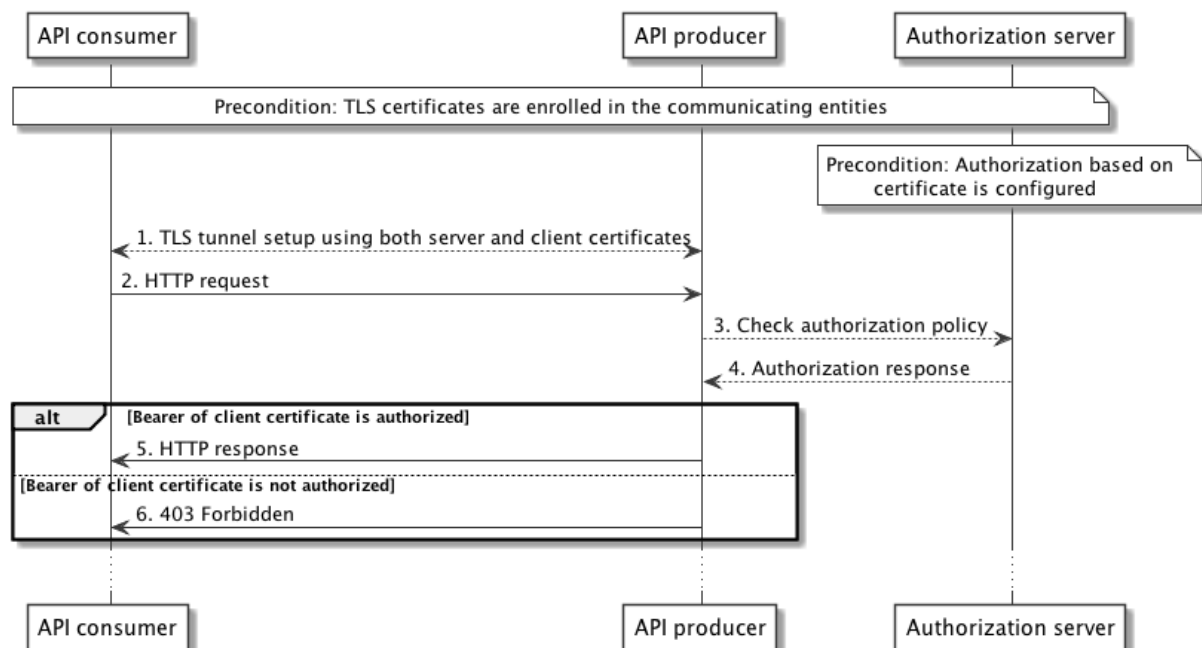 API consumer
API producer
Authorization server
Precondition: TLS certificates are enrolled in the communicating entities
Precondition: Authorization based on
certificate is configured
1. TLS tunnel setup using both server and client certificates
2. HTTP request
3. Check authorization policy
4. Authorization response
alt
[Bearer of client certificate is authorized]
5. HTTP response
[Bearer of client certificate is not authorized]
6. 403 Forbidden
API consumer
API producer
Authorization server